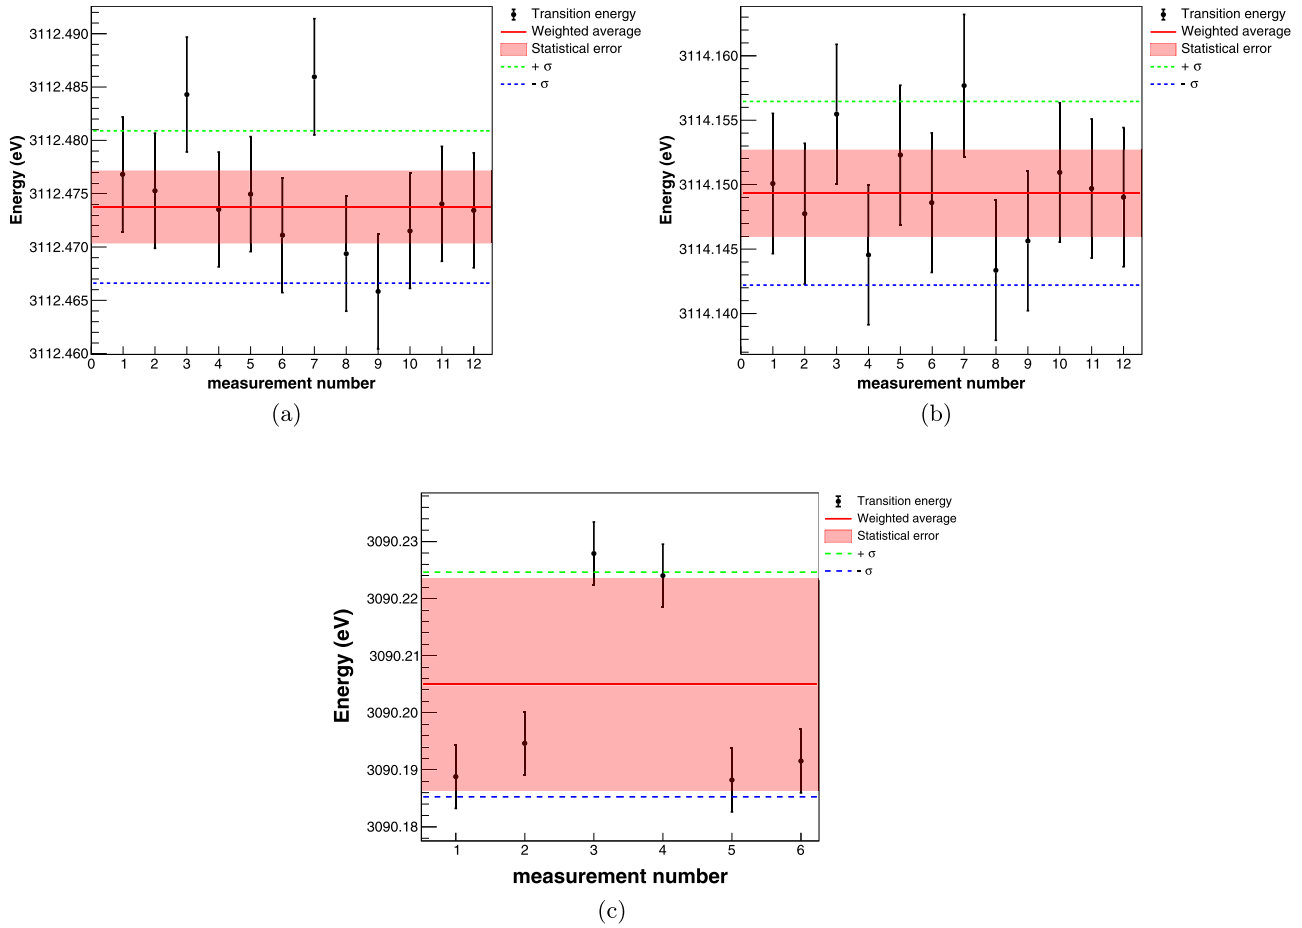 3112.490
3112.485
3112.480
3112.475
3112.470
3112.465
3112.460
Energy (eV)
0 1 2 3 4 5 6 7 8 9 10 11 12
measurement number
Transition energy
Weighted average
Statistical error
+ σ
- σ
(a)
3114.160
3114.155
3114.150
3114.145
3114.140
Energy (eV)
0 1 2 3 4 5 6 7 8 9 10 11 12
measurement number
Transition energy
Weighted average
Statistical error
+ σ
- σ
(b)
3090.23
3090.22
3090.21
3090.20
3090.19
3090.18
Energy (eV)
1 2 3 4 5 6
measurement number
Transition energy
Weighted average
Statistical error
+ σ
- σ
(c)